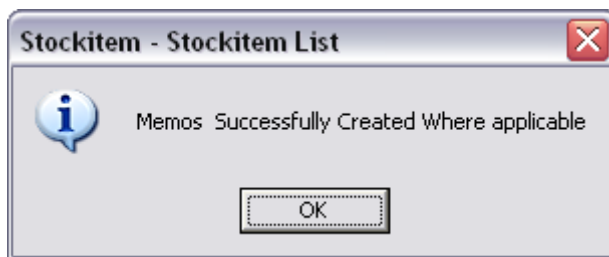 Stockitem - Stockitem List
Memos  Successfully Created Where applicable
OK